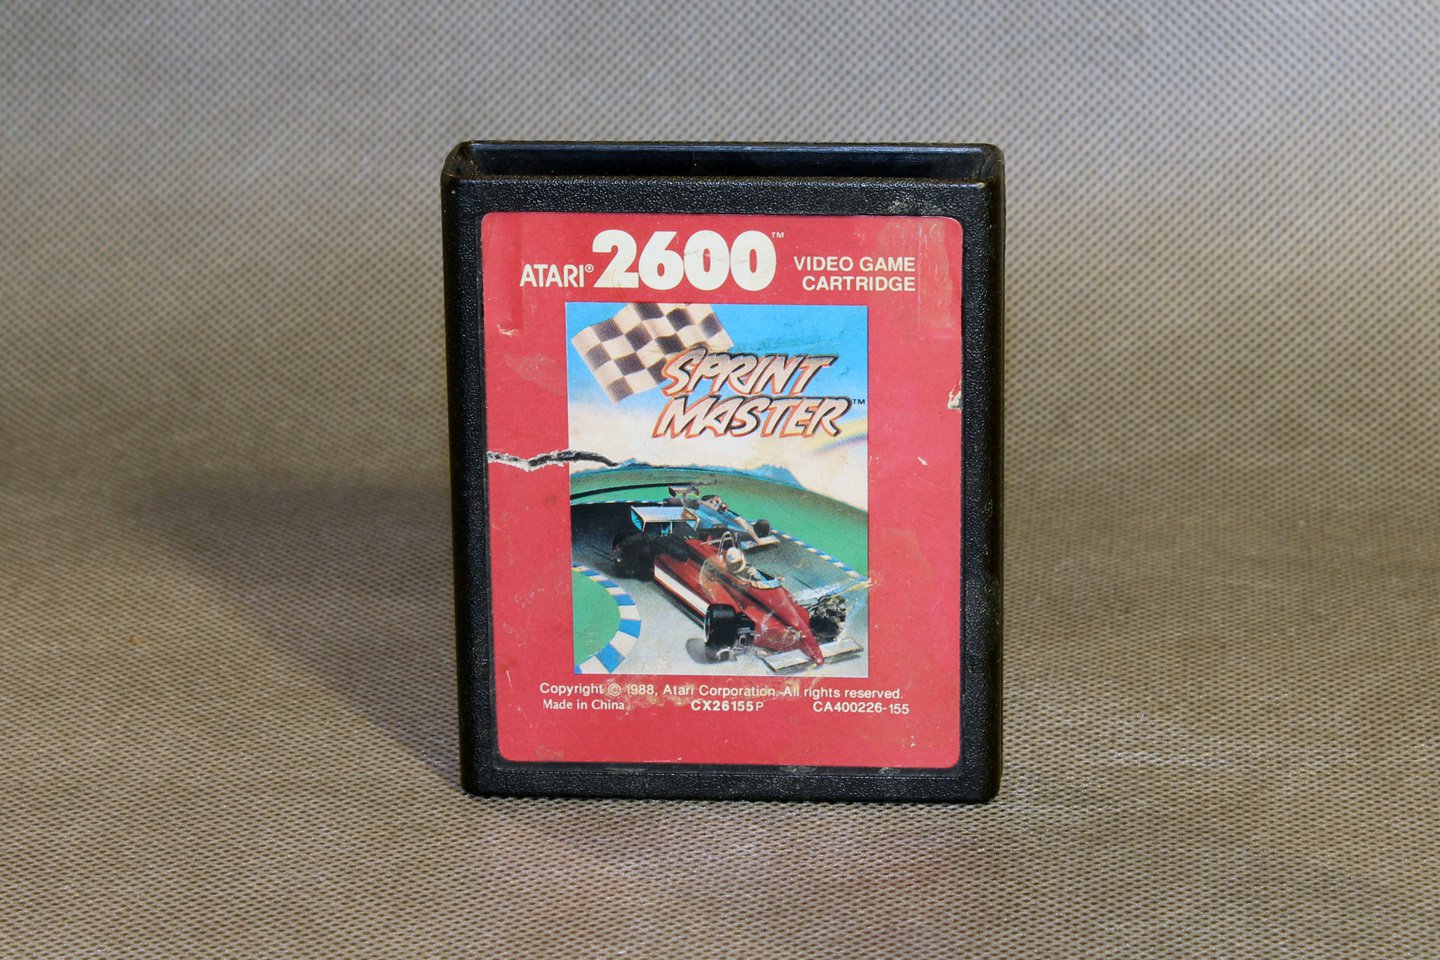 ATARI® 2600™ VIDEO GAME
CARTRIDGE
SPRINT
MASTER™
Copyright © 1988, Atari Corporation. All rights reserved.
Made in China. CX26155P CA400226-155